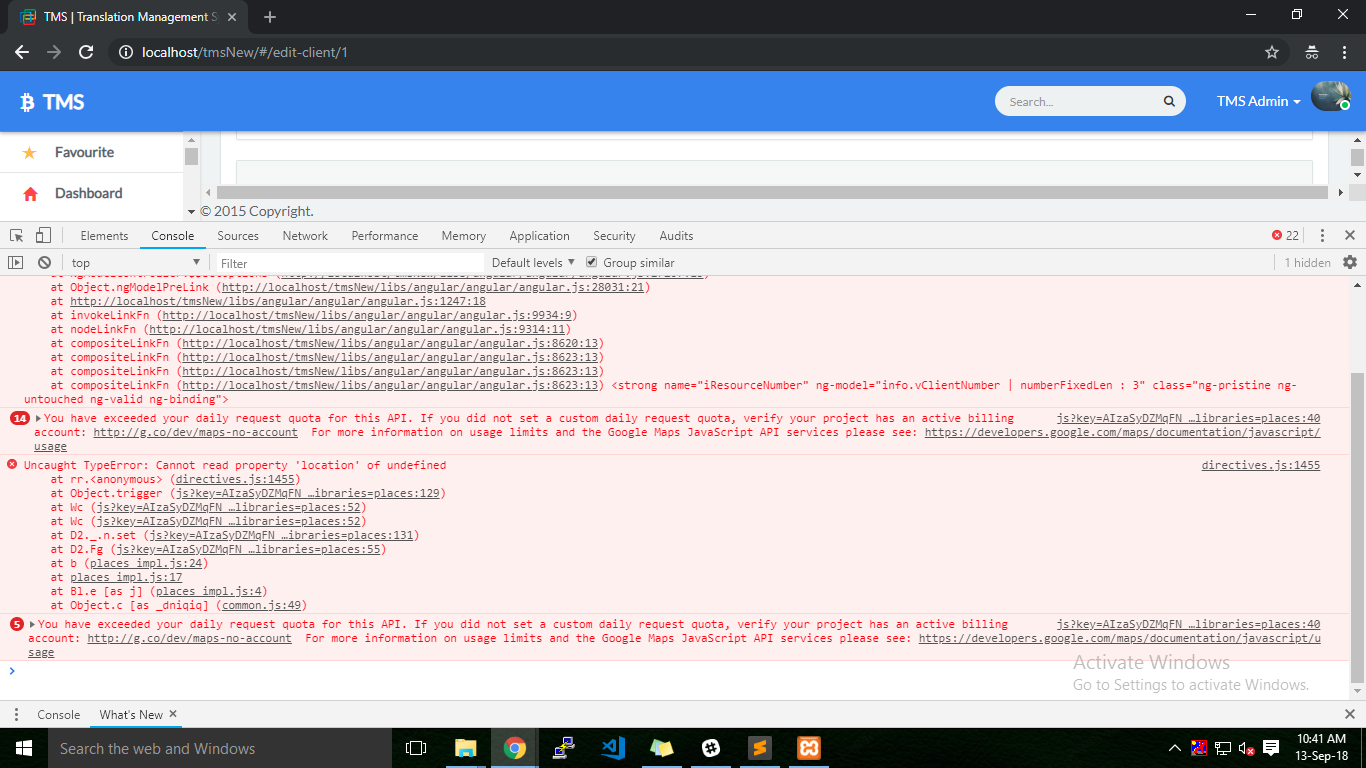 TMS | Translation Management S
localhost/tmsNew/#/edit-client/1
TMS
Search...
TMS Admin
Favourite
Dashboard
© 2015 Copyright.
Elements Console Sources Network Performance Memory Application Security Audits
22
top
Filter
Default levels
Group similar
1 hidden
at Object.ngModelPreLink (http://localhost/tmsNew/libs/angular/angular/angular.js:28031:21)
at http://localhost/tmsNew/libs/angular/angular/angular.js:1247:18
at invokeLinkFn (http://localhost/tmsNew/libs/angular/angular/angular.js:9934:9)
at nodeLinkFn (http://localhost/tmsNew/libs/angular/angular/angular.js:9314:11)
at compositeLinkFn (http://localhost/tmsNew/libs/angular/angular/angular.js:8620:13)
at compositeLinkFn (http://localhost/tmsNew/libs/angular/angular/angular.js:8623:13)
at compositeLinkFn (http://localhost/tmsNew/libs/angular/angular/angular.js:8623:13)
at compositeLinkFn (http://localhost/tmsNew/libs/angular/angular/angular.js:8623:13) <strong name="iResourceNumber" ng-model="info.vClientNumber | numberFixedLen : 3" class="ng-pristine ng-
untouched ng-valid ng-binding">
14 You have exceeded your daily request quota for this API. If you did not set a custom daily request quota, verify your project has an active billing js?key=AIzaSyDZMqFN …libraries=places:40
account: http://g.co/dev/maps-no-account For more information on usage limits and the Google Maps JavaScript API services please see: https://developers.google.com/maps/documentation/javascript/
usage
Uncaught TypeError: Cannot read property 'location' of undefined directives.js:1455
at rr.<anonymous> (directives.js:1455)
at Object.trigger (js?key=AIzaSyDZMqFN …ibraries=places:129)
at Wc (js?key=AIzaSyDZMqFN …libraries=places:52)
at Wc (js?key=AIzaSyDZMqFN …libraries=places:52)
at D2._.n.set (js?key=AIzaSyDZMqFN …ibraries=places:131)
at D2.Fg (js?key=AIzaSyDZMqFN …libraries=places:55)
at b (places_impl.js:24)
at places_impl.js:17
at Bl.e [as j] (places_impl.js:4)
at Object.c [as _dniqiq] (common.js:49)
5 You have exceeded your daily request quota for this API. If you did not set a custom daily request quota, verify your project has an active billing js?key=AIzaSyDZMqFN …libraries=places:40
account: http://g.co/dev/maps-no-account For more information on usage limits and the Google Maps JavaScript API services please see: https://developers.google.com/maps/documentation/javascript/u
sage
Activate Windows
Go to Settings to activate Windows.
Console What's New
Search the web and Windows
10:41 AM
13-Sep-18